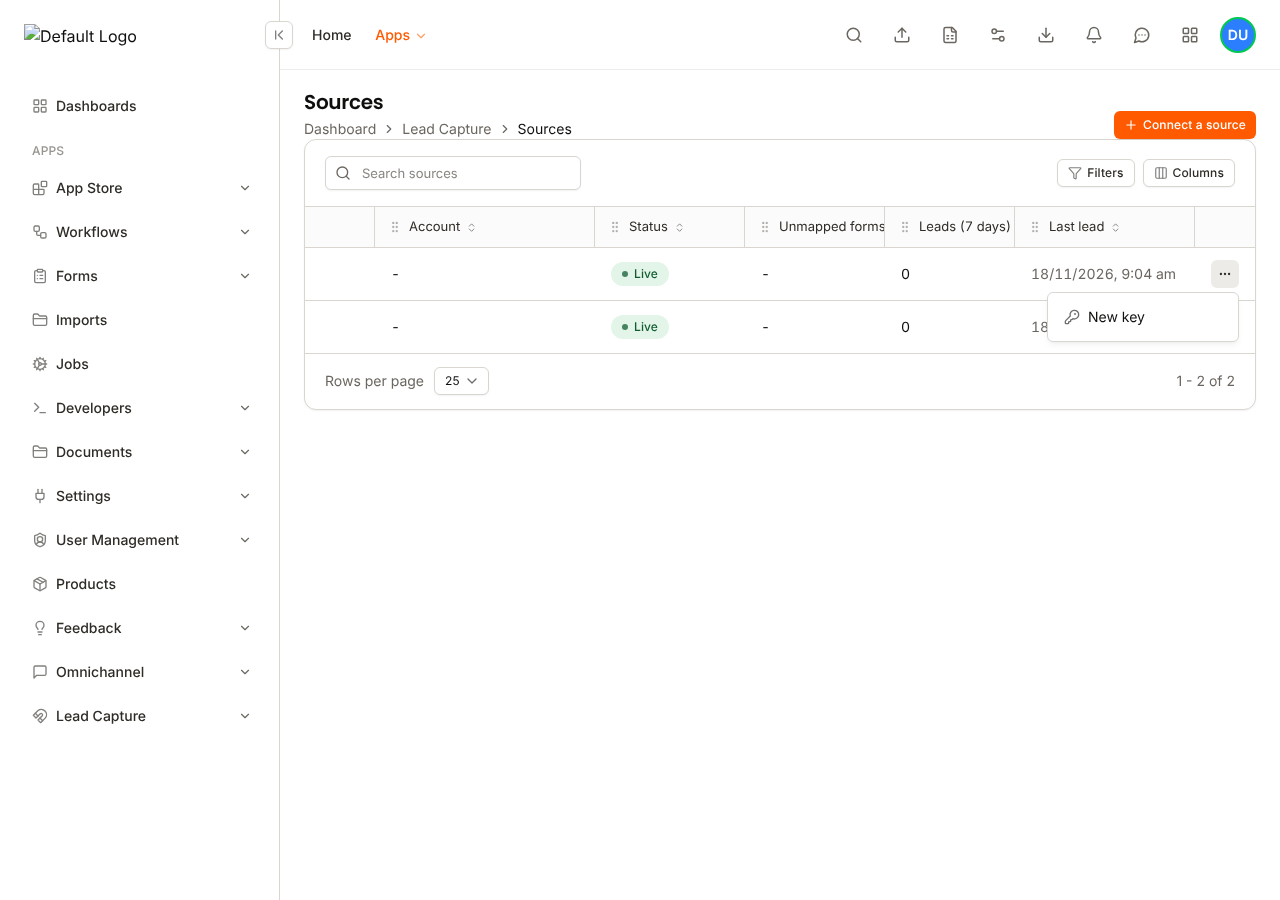 Default Logo
Home
Apps
DU
Dashboards
APPS
App Store
Workflows
Forms
Imports
Jobs
Developers
Documents
Settings
User Management
Products
Feedback
Omnichannel
Lead Capture
Sources
Dashboard > Lead Capture > Sources
+ Connect a source
Search sources
Filters
Columns
Account Status Unmapped forms Leads (7 days) Last lead
- Live - 0 18/11/2026, 9:04 am
- Live - 0 18
New key
Rows per page 25 1 - 2 of 2